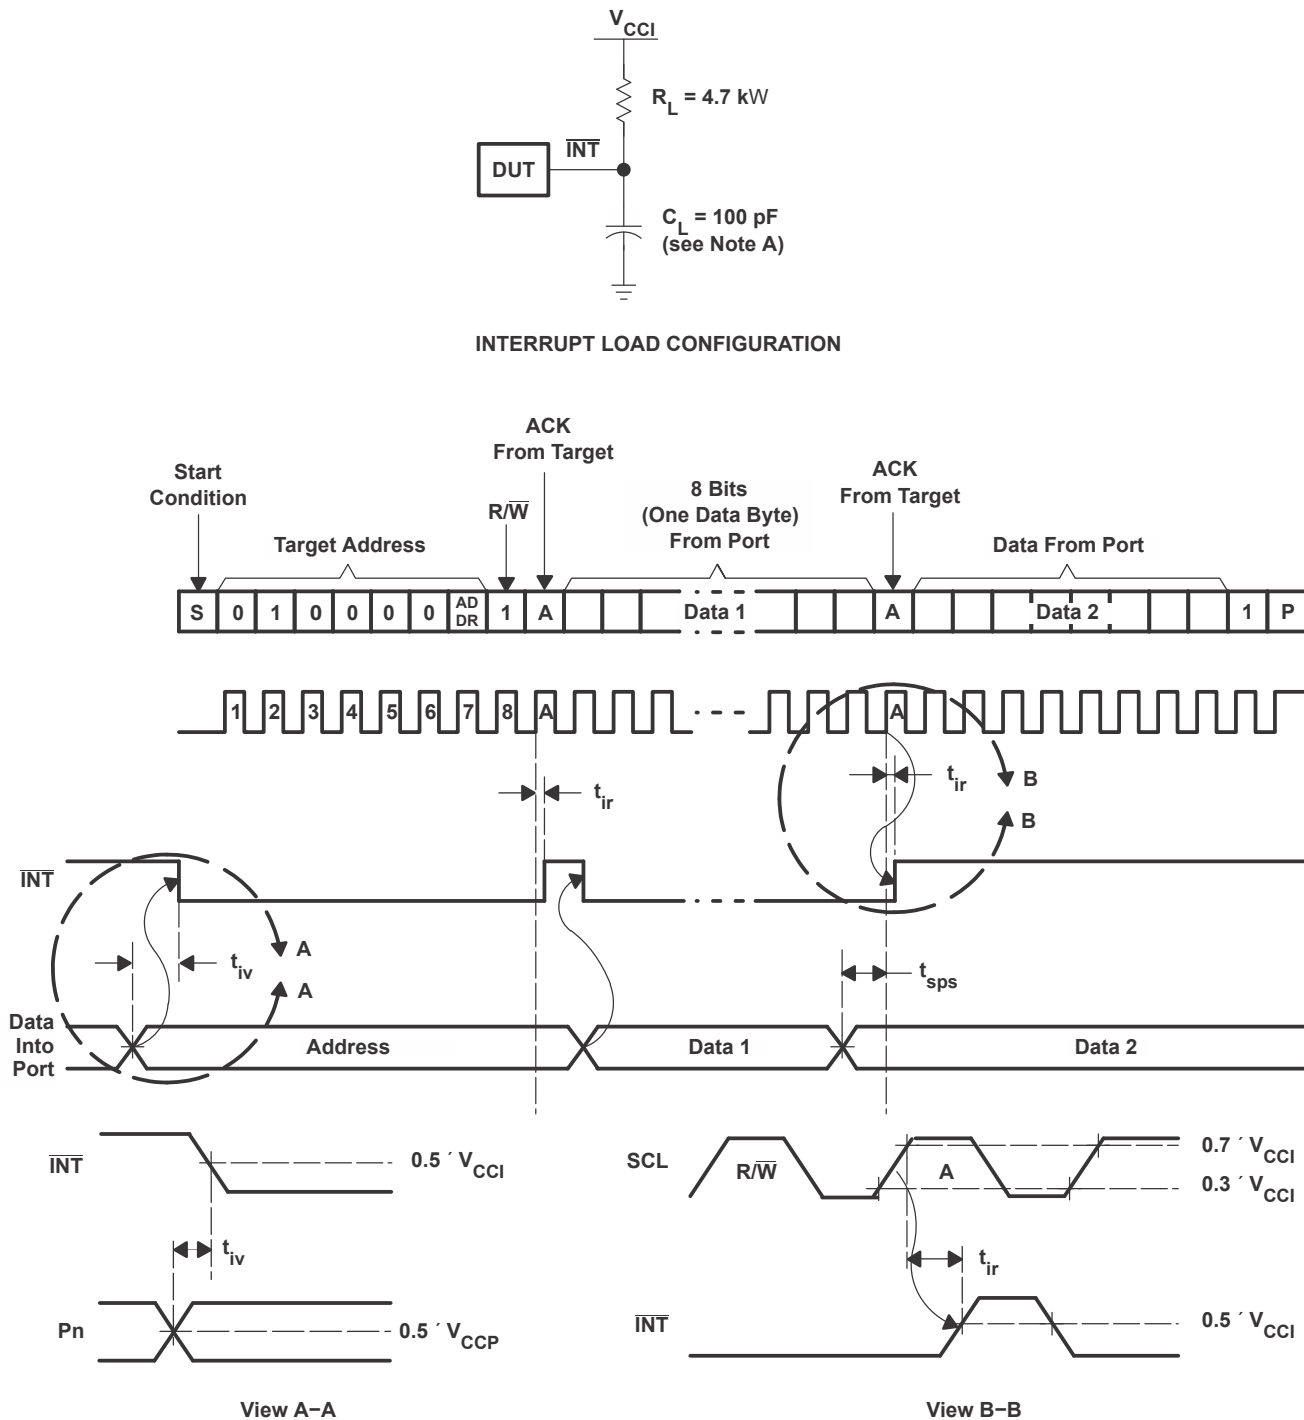 V_CCI
R_L = 4.7 kW
INT
DUT
C_L = 100 pF
(see Note A)
INTERRUPT LOAD CONFIGURATION
ACK
From Target
Start
Condition
R/W
8 Bits
(One Data Byte)
From Port
ACK
From Target
Target Address
Data From Port
S 0 1 0 0 0 0 AD DR 1 A Data 1 A Data 2 1 P
1 2 3 4 5 6 7 8 A A
t_ir
t_ir
B
B
INT
A
A
t_iv
t_sps
Data
Into
Port
Address
Data 1
Data 2
INT
0.5 ´ V_CCI
t_iv
Pn
0.5 ´ V_CCP
View A−A
SCL
R/W
A
0.7 ´ V_CCI
0.3 ´ V_CCI
t_ir
INT
0.5 ´ V_CCI
View B−B